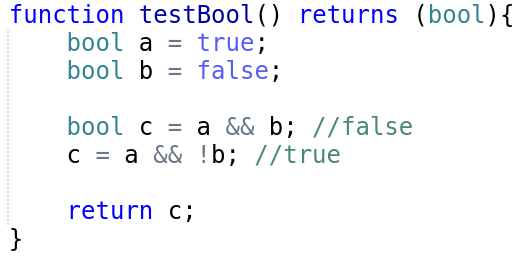 function testBool() returns (bool){
    bool a = true;
    bool b = false;

    bool c = a && b; //false
    c = a && !b; //true

    return c;
}